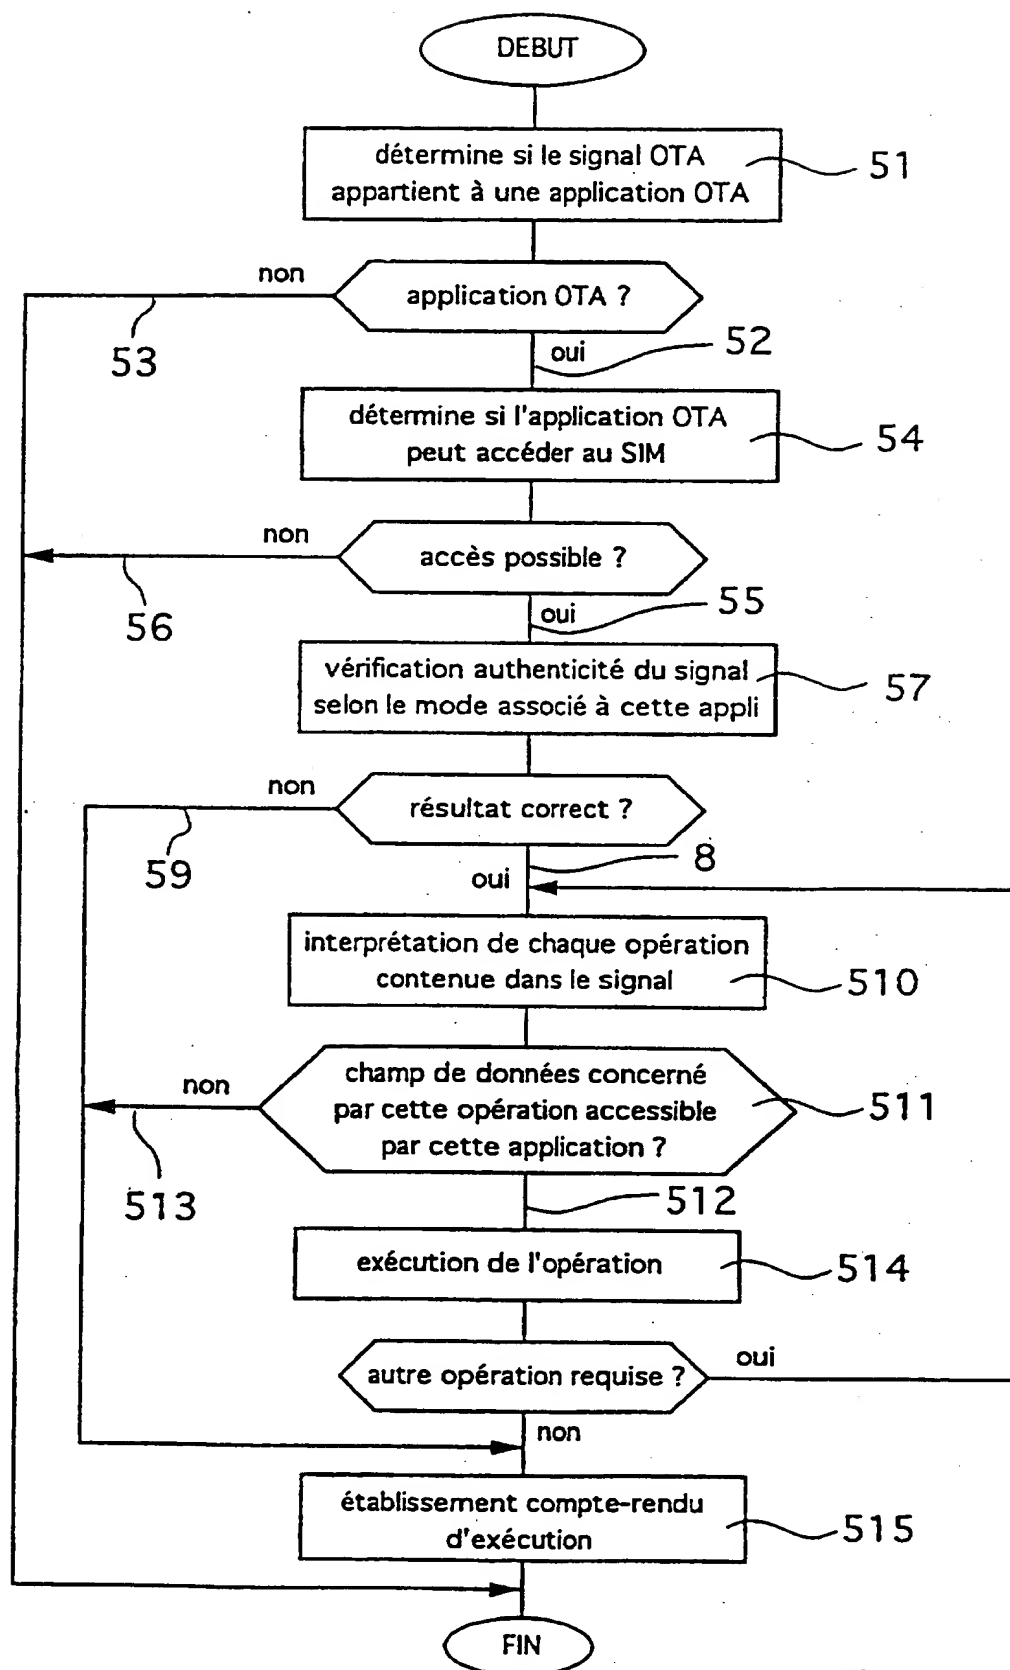 DEBUT
détermine si le signal OTA
appartient à une application OTA
51
non
application OTA ?
53
oui
52
détermine si l'application OTA
peut accéder au SIM
54
non
accès possible ?
56
oui
55
vérification authenticité du signal
selon le mode associé à cette appli
57
non
résultat correct ?
59
oui
8
interprétation de chaque opération
contenue dans le signal
510
non
champ de données concerné
par cette opération accessible
par cette application ?
511
513
512
exécution de l'opération
514
autre opération requise ?
oui
non
établissement compte-rendu
d'exécution
515
FIN